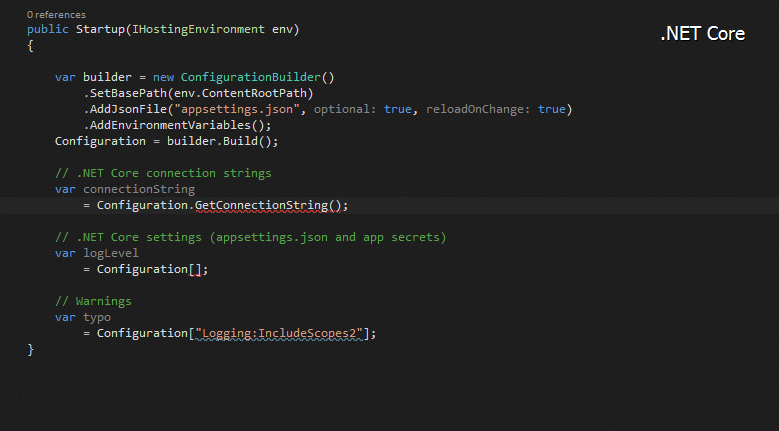 0 references
public Startup(IHostingEnvironment env)
.NET Core
{
var builder = new ConfigurationBuilder()
.SetBasePath(env.ContentRootPath)
.AddJsonFile("appsettings.json", optional: true, reloadOnChange: true)
.AddEnvironmentVariables();
Configuration = builder.Build();
// .NET Core connection strings
var connectionString
= Configuration.GetConnectionString();
// .NET Core settings (appsettings.json and app secrets)
var logLevel
= Configuration[];
// Warnings
var typo
= Configuration["Logging:IncludeScopes2"];
}